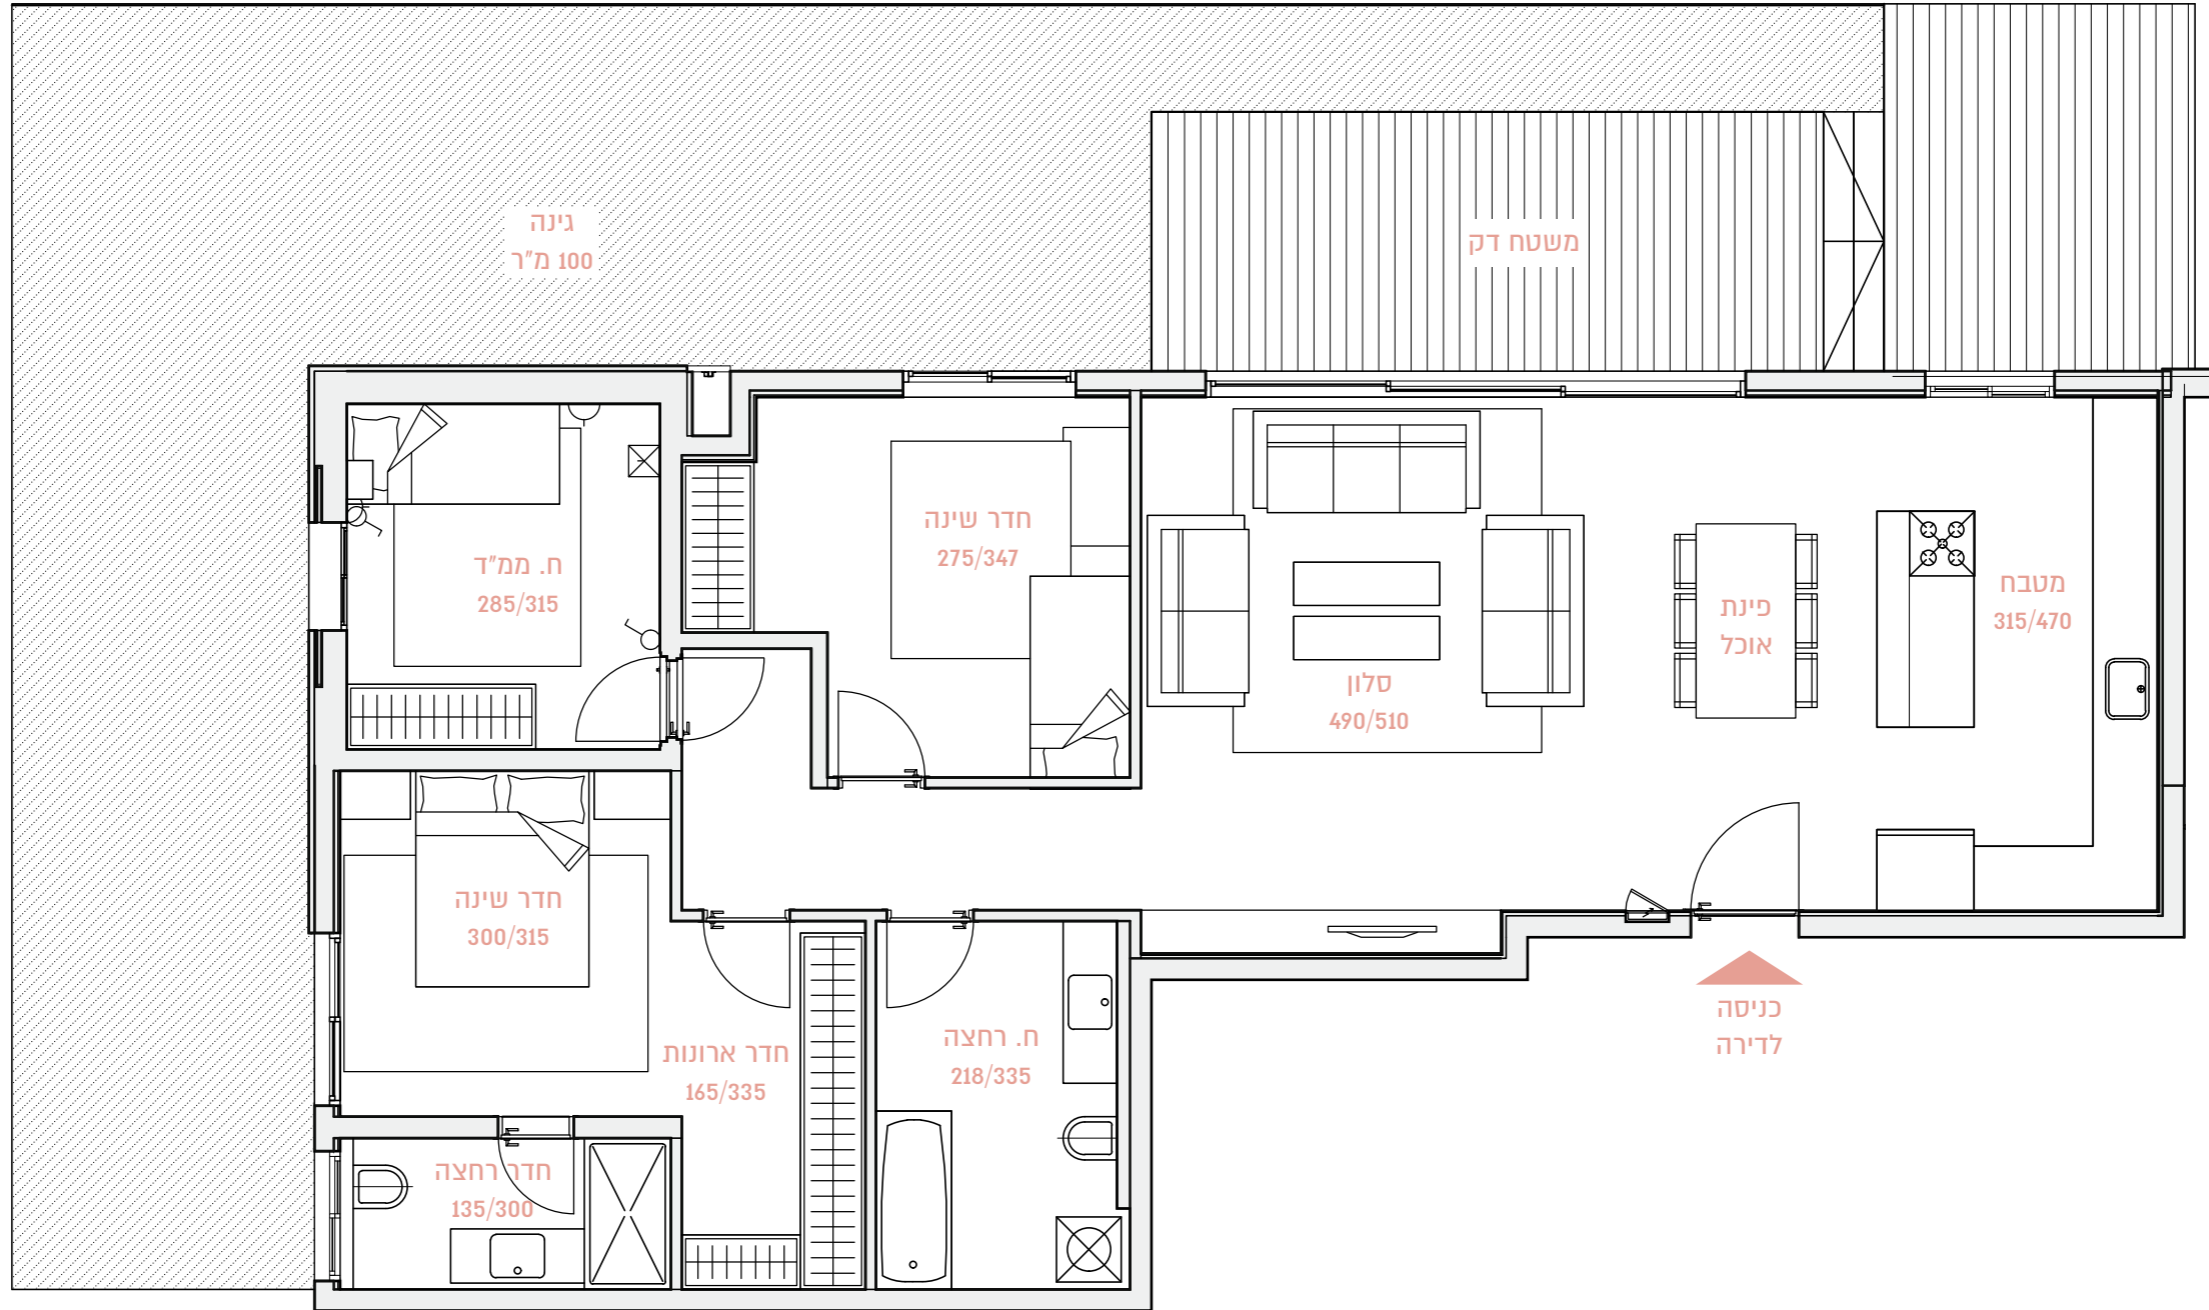 גינה
100 מ"ר
משטח דק
חדר שינה
275/347
ח. ממ"ד
285/315
מטבח
315/470
פינת
אוכל
סלון
490/510
חדר שינה
300/315
כניסה
לדירה
ח. רחצה
218/335
חדר ארונות
165/335
חדר רחצה
135/300